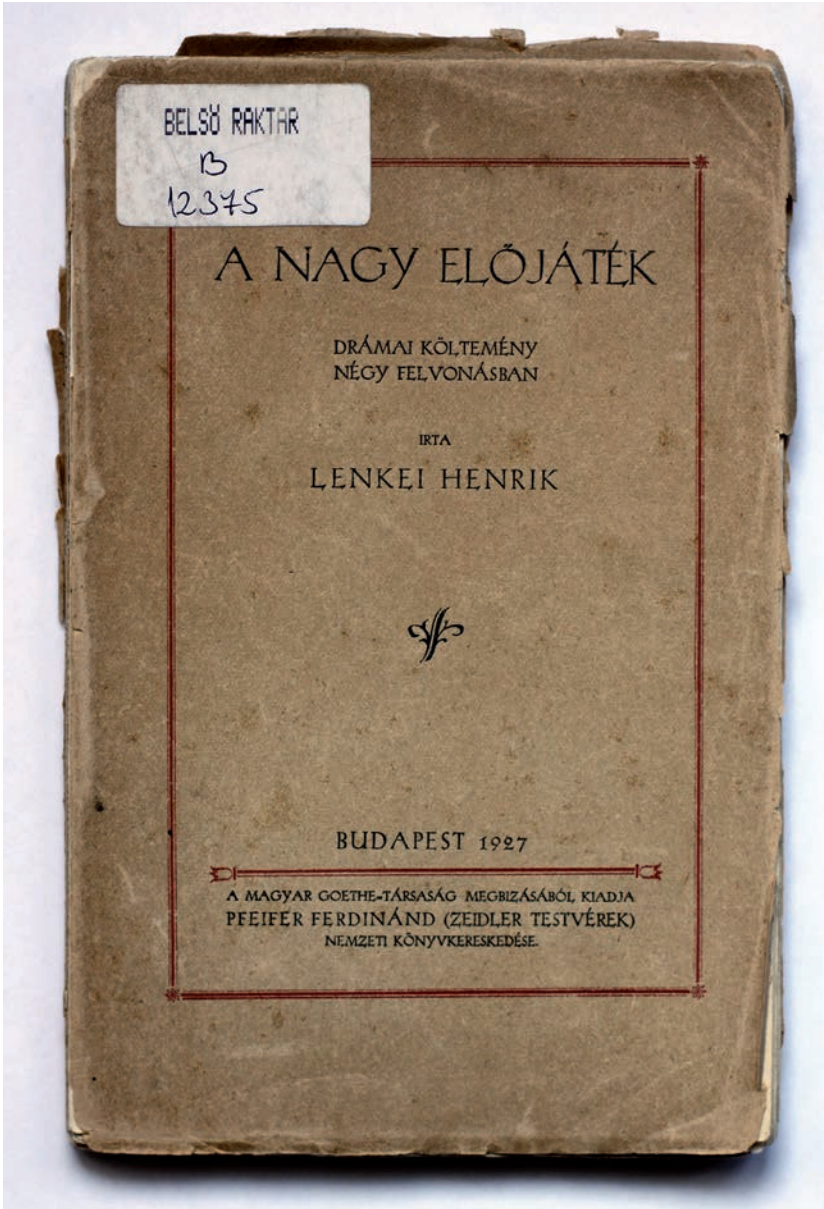 BELSŐ RAKTAR
B
12375
A NAGY ELŐJÁTÉK
DRÁMAI KÖLTEMÉNY
NÉGY FELVONÁSBAN
IRTA
LENKEI HENRIK
BUDAPEST 1927
A MAGYAR GOETHE-TÁRSASÁG MEGBIZÁSÁBÓL KIADJA
PFEIFER FERDINÁND (ZEIDLER TESTVÉREK)
NEMZETI KÖNYVKERESKEDÉSE.